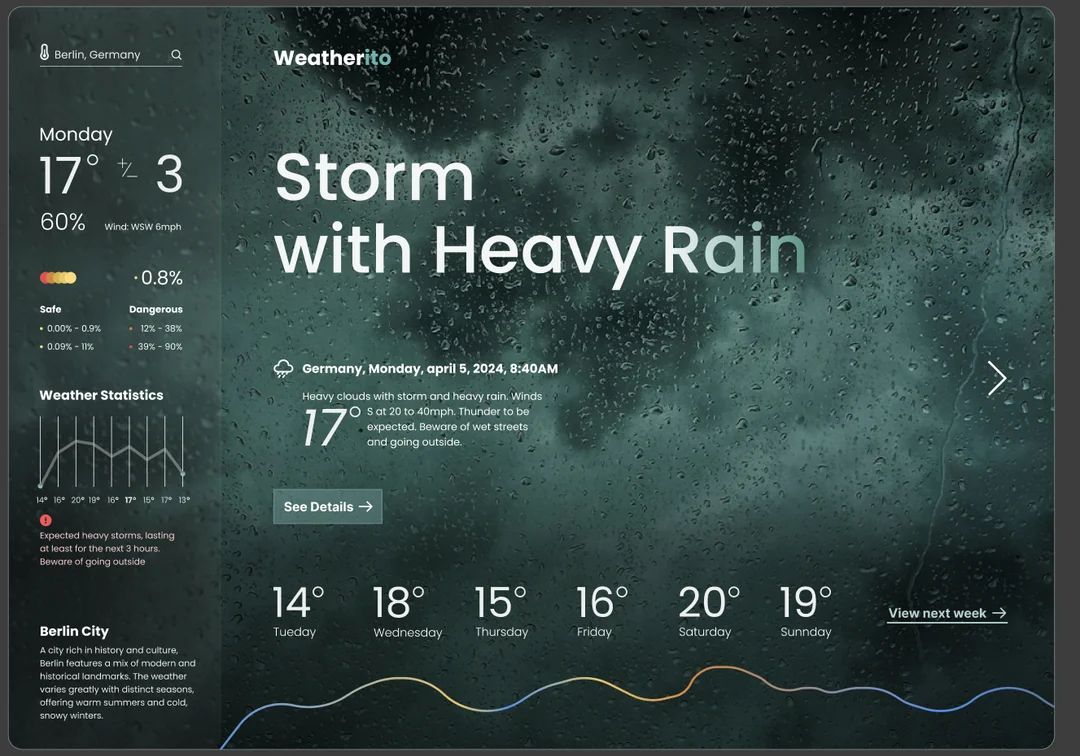 Berlin, Germany
Monday
17° +/- 3
60% Wind: WSW 6mph
0.8%
Safe Dangerous
0.00% - 0.9% 12% - 38%
0.09% - 11% 39% - 90%
Weather Statistics
14° 16° 20° 19° 16° 17° 15° 17° 13°
!
Expected heavy storms, lasting
at least for the next 3 hours.
Beware of going outside
Berlin City
A city rich in history and culture,
Berlin features a mix of modern and
historical landmarks. The weather
varies greatly with distinct seasons,
offering warm summers and cold,
snowy winters.
Weatherito
Storm
with Heavy Rain
Germany, Monday, april 5, 2024, 8:40AM
Heavy clouds with storm and heavy rain. Winds
17° S at 20 to 40mph. Thunder to be
expected. Beware of wet streets
and going outside.
See Details →
14° 18° 15° 16° 20° 19°
Tueday Wednesday Thursday Friday Saturday Sunnday
View next week →